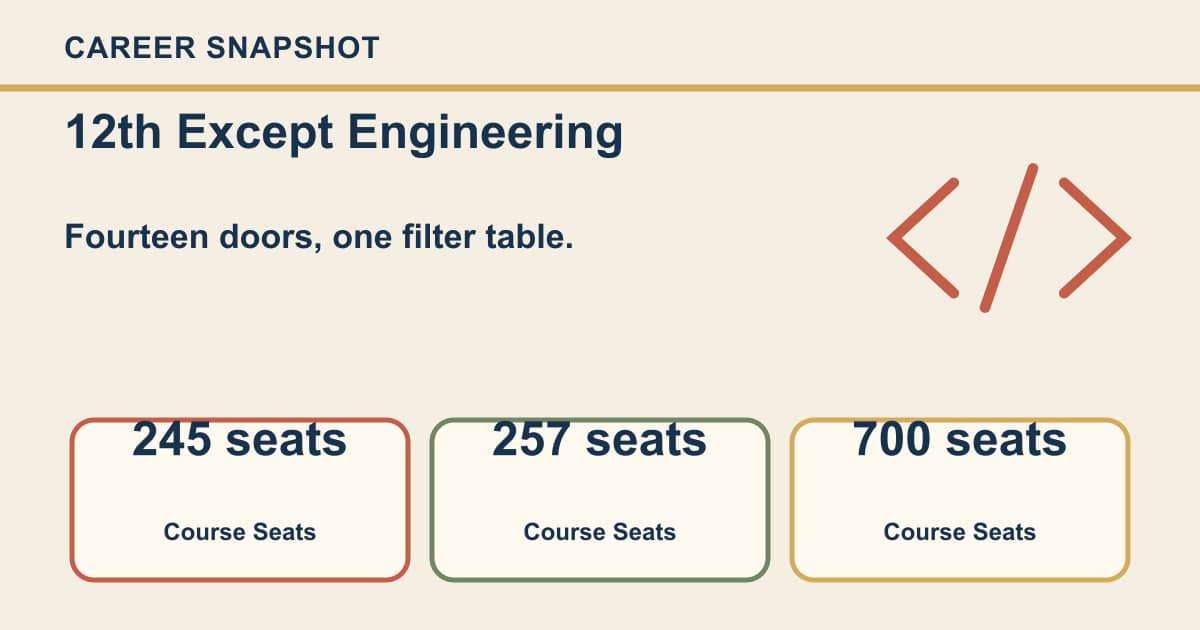 CAREER SNAPSHOT
12th Except Engineering
Fourteen doors, one filter table.
245 seats
257 seats
700 seats
Course Seats
Course Seats
Course Seats